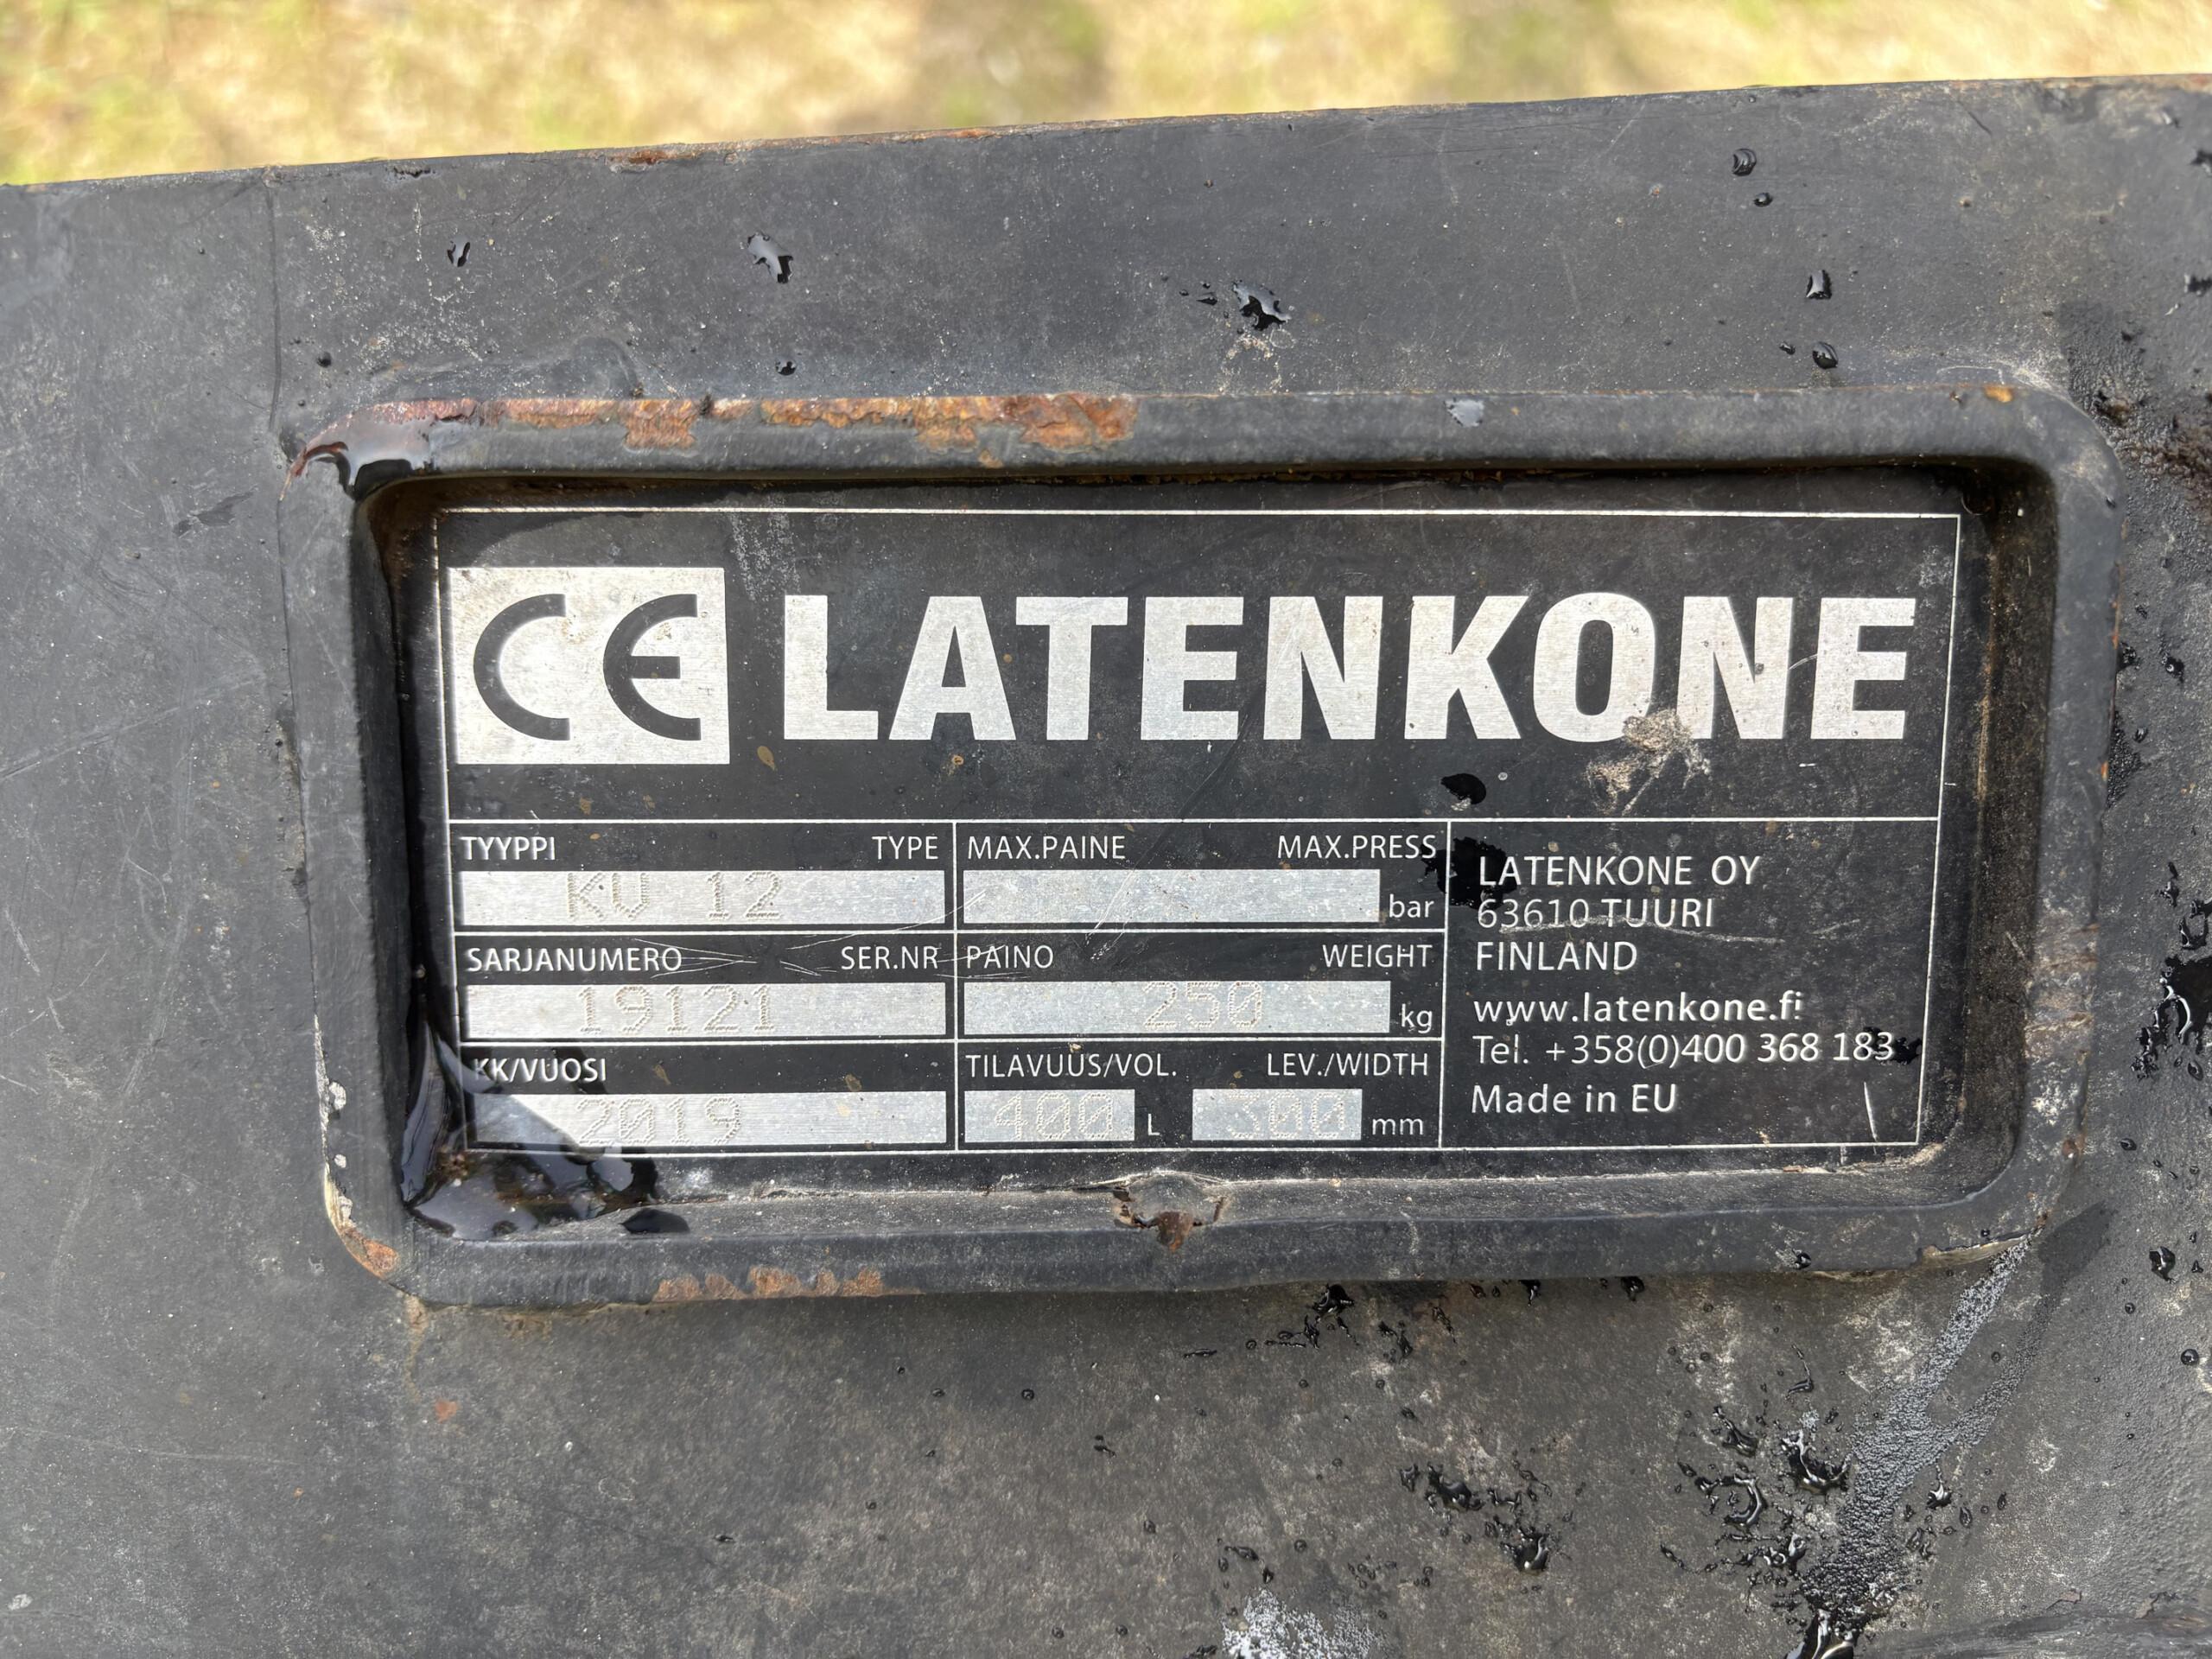 CE LATENKONE
TYYPPI TYPE
KV 12
MAX.PAINE MAX.PRESS
bar
SARJANUMERO SER.NR
19121
PAINO WEIGHT
250 kg
KK/VUOSI
2019
TILAVUUS/VOL. LEV./WIDTH
400 L 300 mm
LATENKONE OY
63610 TUURI
FINLAND
www.latenkone.fi
Tel. +358(0)400 368 183
Made in EU